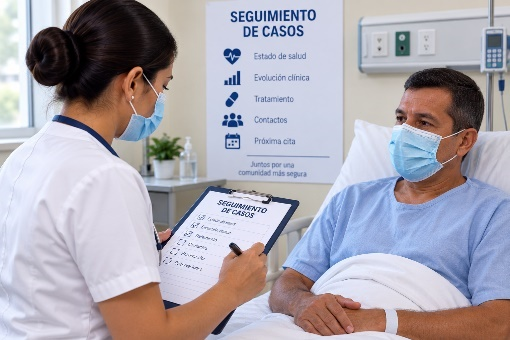 SEGUIMIENTO
DE CASOS
Estado de salud
Evolución clínica
Tratamiento
Contactos
Próxima cita
Juntos por una
comunidad más segura
SEGUIMIENTO
DE CASOS